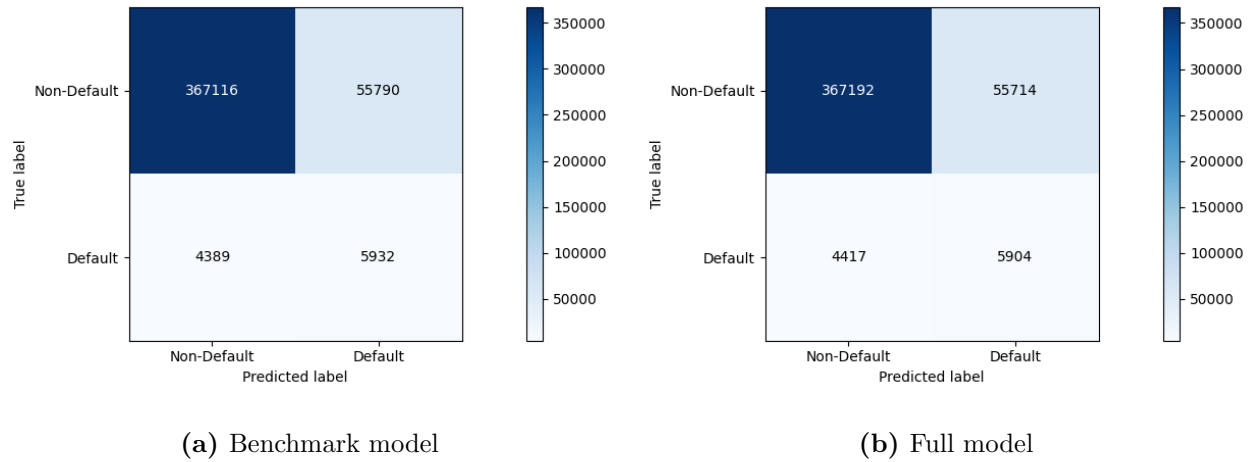 Non-Default
Default
True label
367116
55790
4389
5932
Non-Default
Default
Predicted label
350000
300000
250000
200000
150000
100000
50000
(a) Benchmark model
Non-Default
Default
True label
367192
55714
4417
5904
Non-Default
Default
Predicted label
350000
300000
250000
200000
150000
100000
50000
(b) Full model